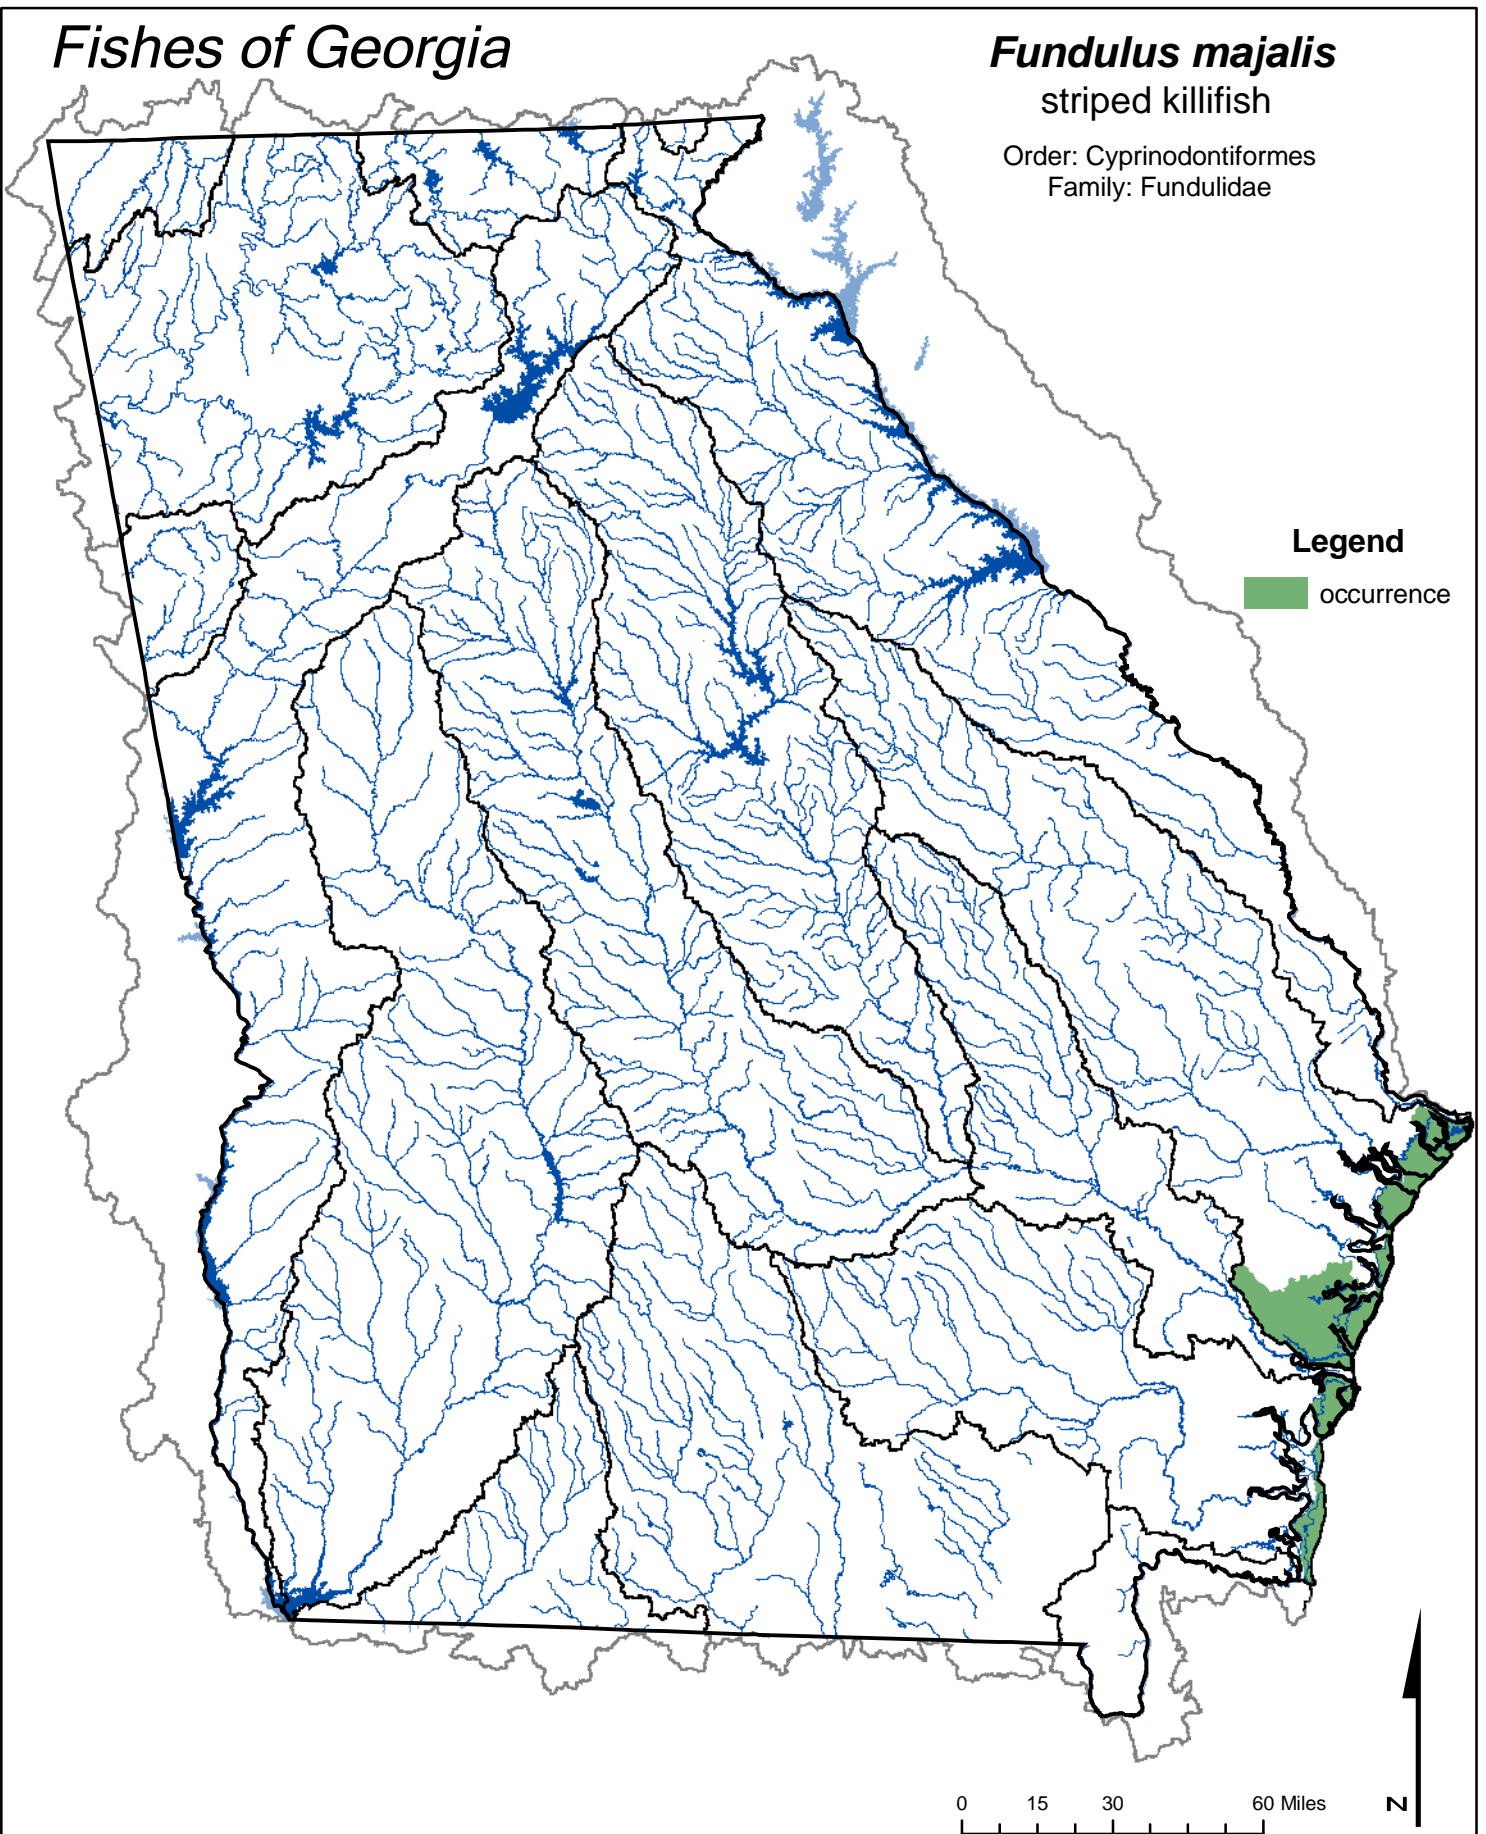 Fishes of Georgia
Fundulus majalis
striped killifish
Order: Cyprinodontiformes
Family: Fundulidae
Legend
occurrence
0 15 30 60 Miles
N